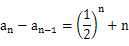 aₙ − aₙ₋₁ = (1/2)ⁿ + n